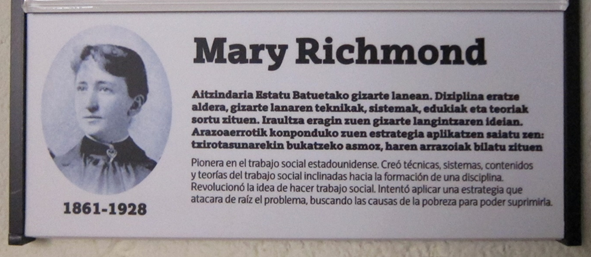 Mary Richmond
Aitzindaria Estatu Batuetako gizarte lanean. Diziplina eratze
aldera, gizarte lanaren teknikak, sistemak, edukiak eta teoriak
sortu zituen. Iraultza eragin zuen gizarte langintzaren ideian.
Arazoaerrotik konponduko zuen estrategia aplikatzen saiatu zen:
txirotasunarekin bukatzeko asmoz, haren arrazoiak bilatu zituen
Pionera en el trabajo social estadounidense. Creó técnicas, sistemas, contenidos
y teorías del trabajo social inclinadas hacia la formación de una disciplina.
Revolucionó la idea de hacer trabajo social. Intentó aplicar una estrategia que
atacara de raíz el problema, buscando las causas de la pobreza para poder suprimirla.
1861-1928